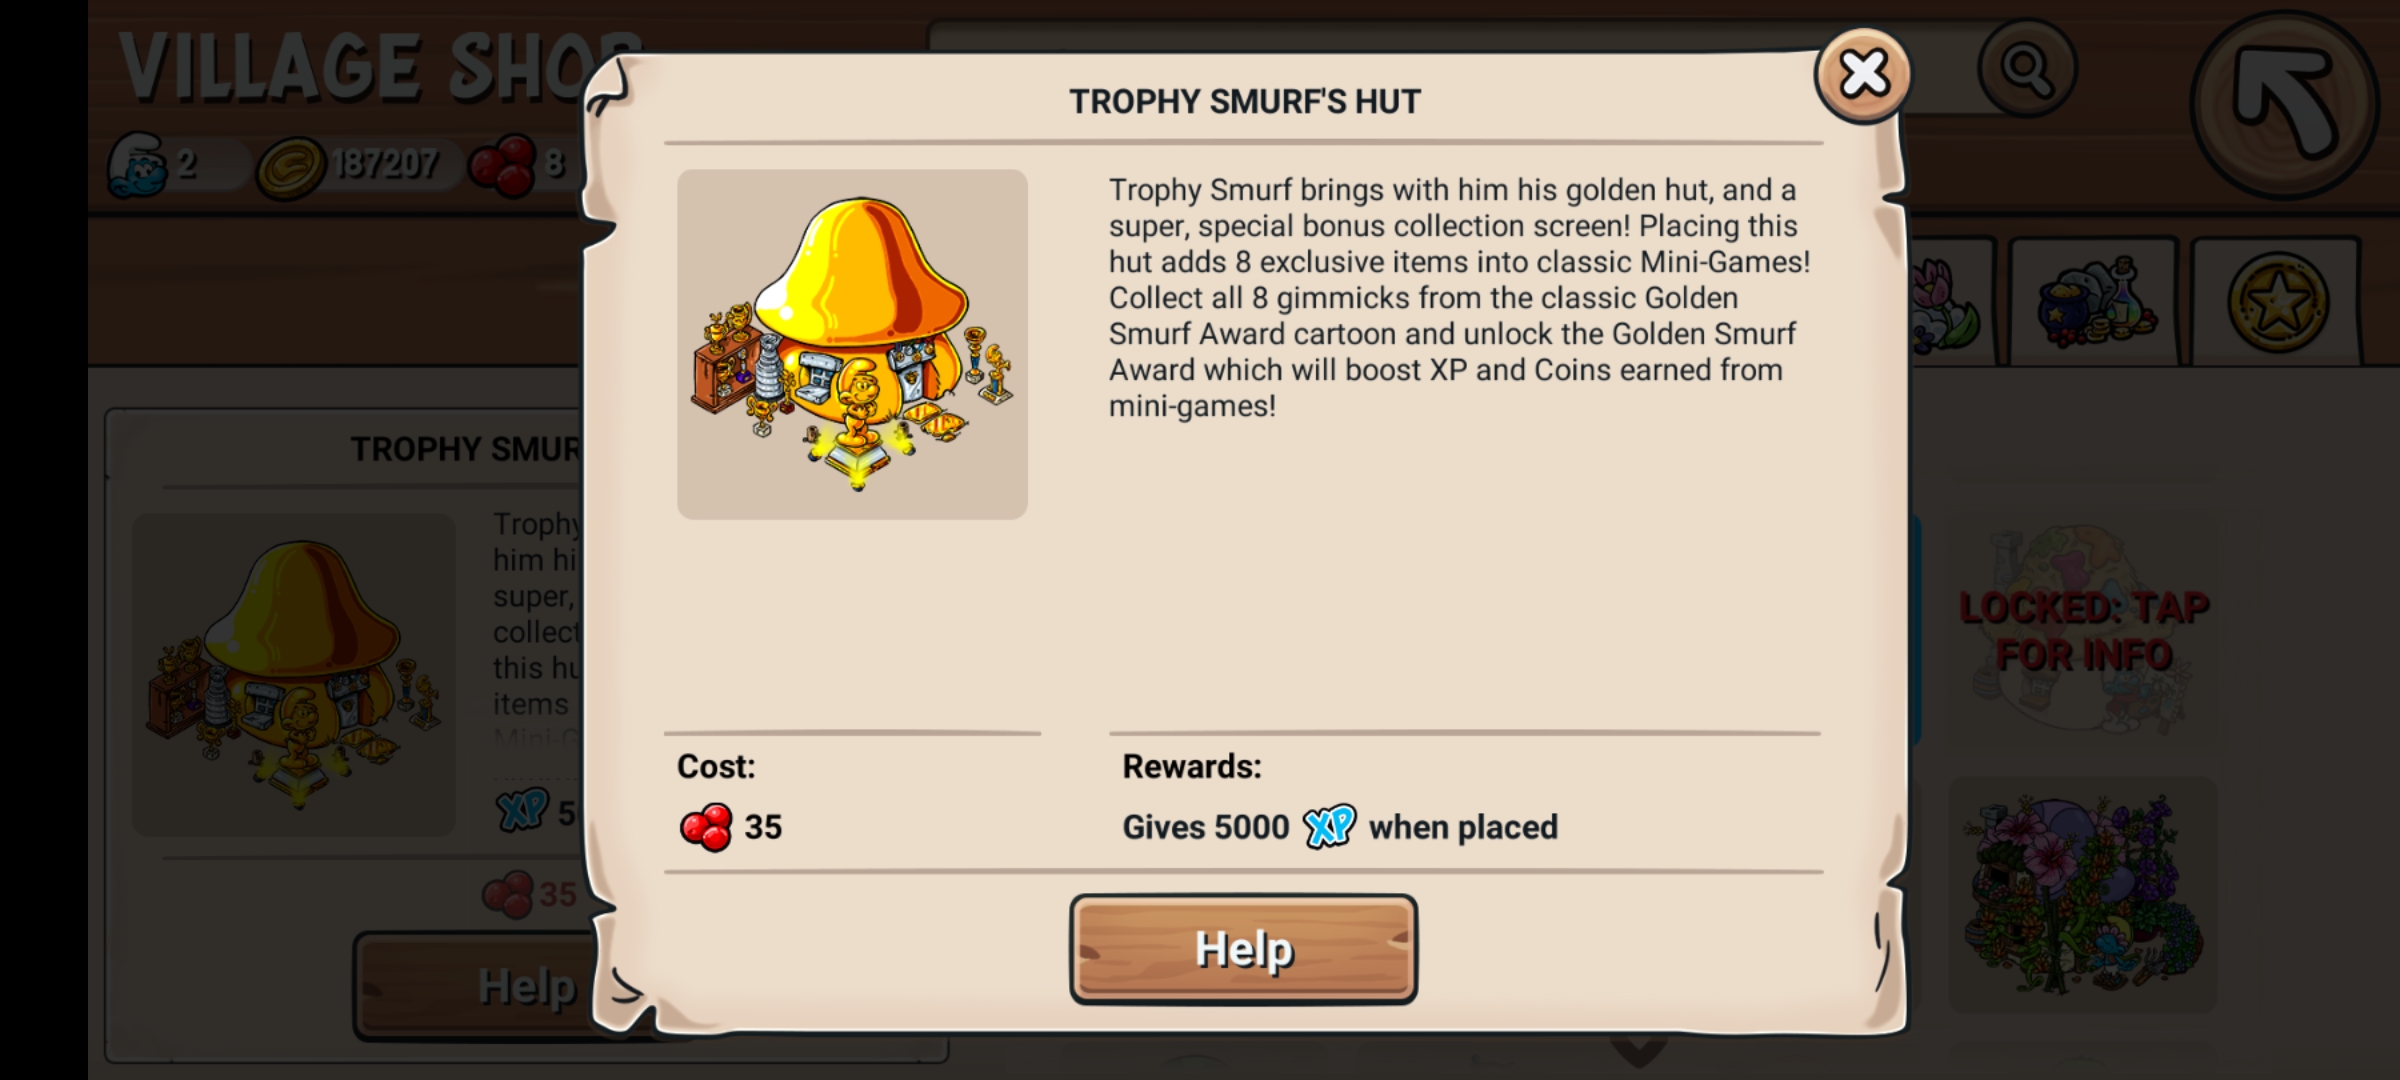 VILLAGE SHOP
2
187207
8
TROPHY SMURF'S HUT
Trophy Smurf brings with him his golden hut, and a
super, special bonus collection screen! Placing this
hut adds 8 exclusive items into classic Mini-Games!
Collect all 8 gimmicks from the classic Golden
Smurf Award cartoon and unlock the Golden Smurf
Award which will boost XP and Coins earned from
mini-games!
Cost:
35
Rewards:
Gives 5000 XP when placed
Help
TROPHY SMUR
Trophy
him hi
super,
collect
this hu
items
Mini-G
XP 5
35
Help
LOCKED: TAP
FOR INFO